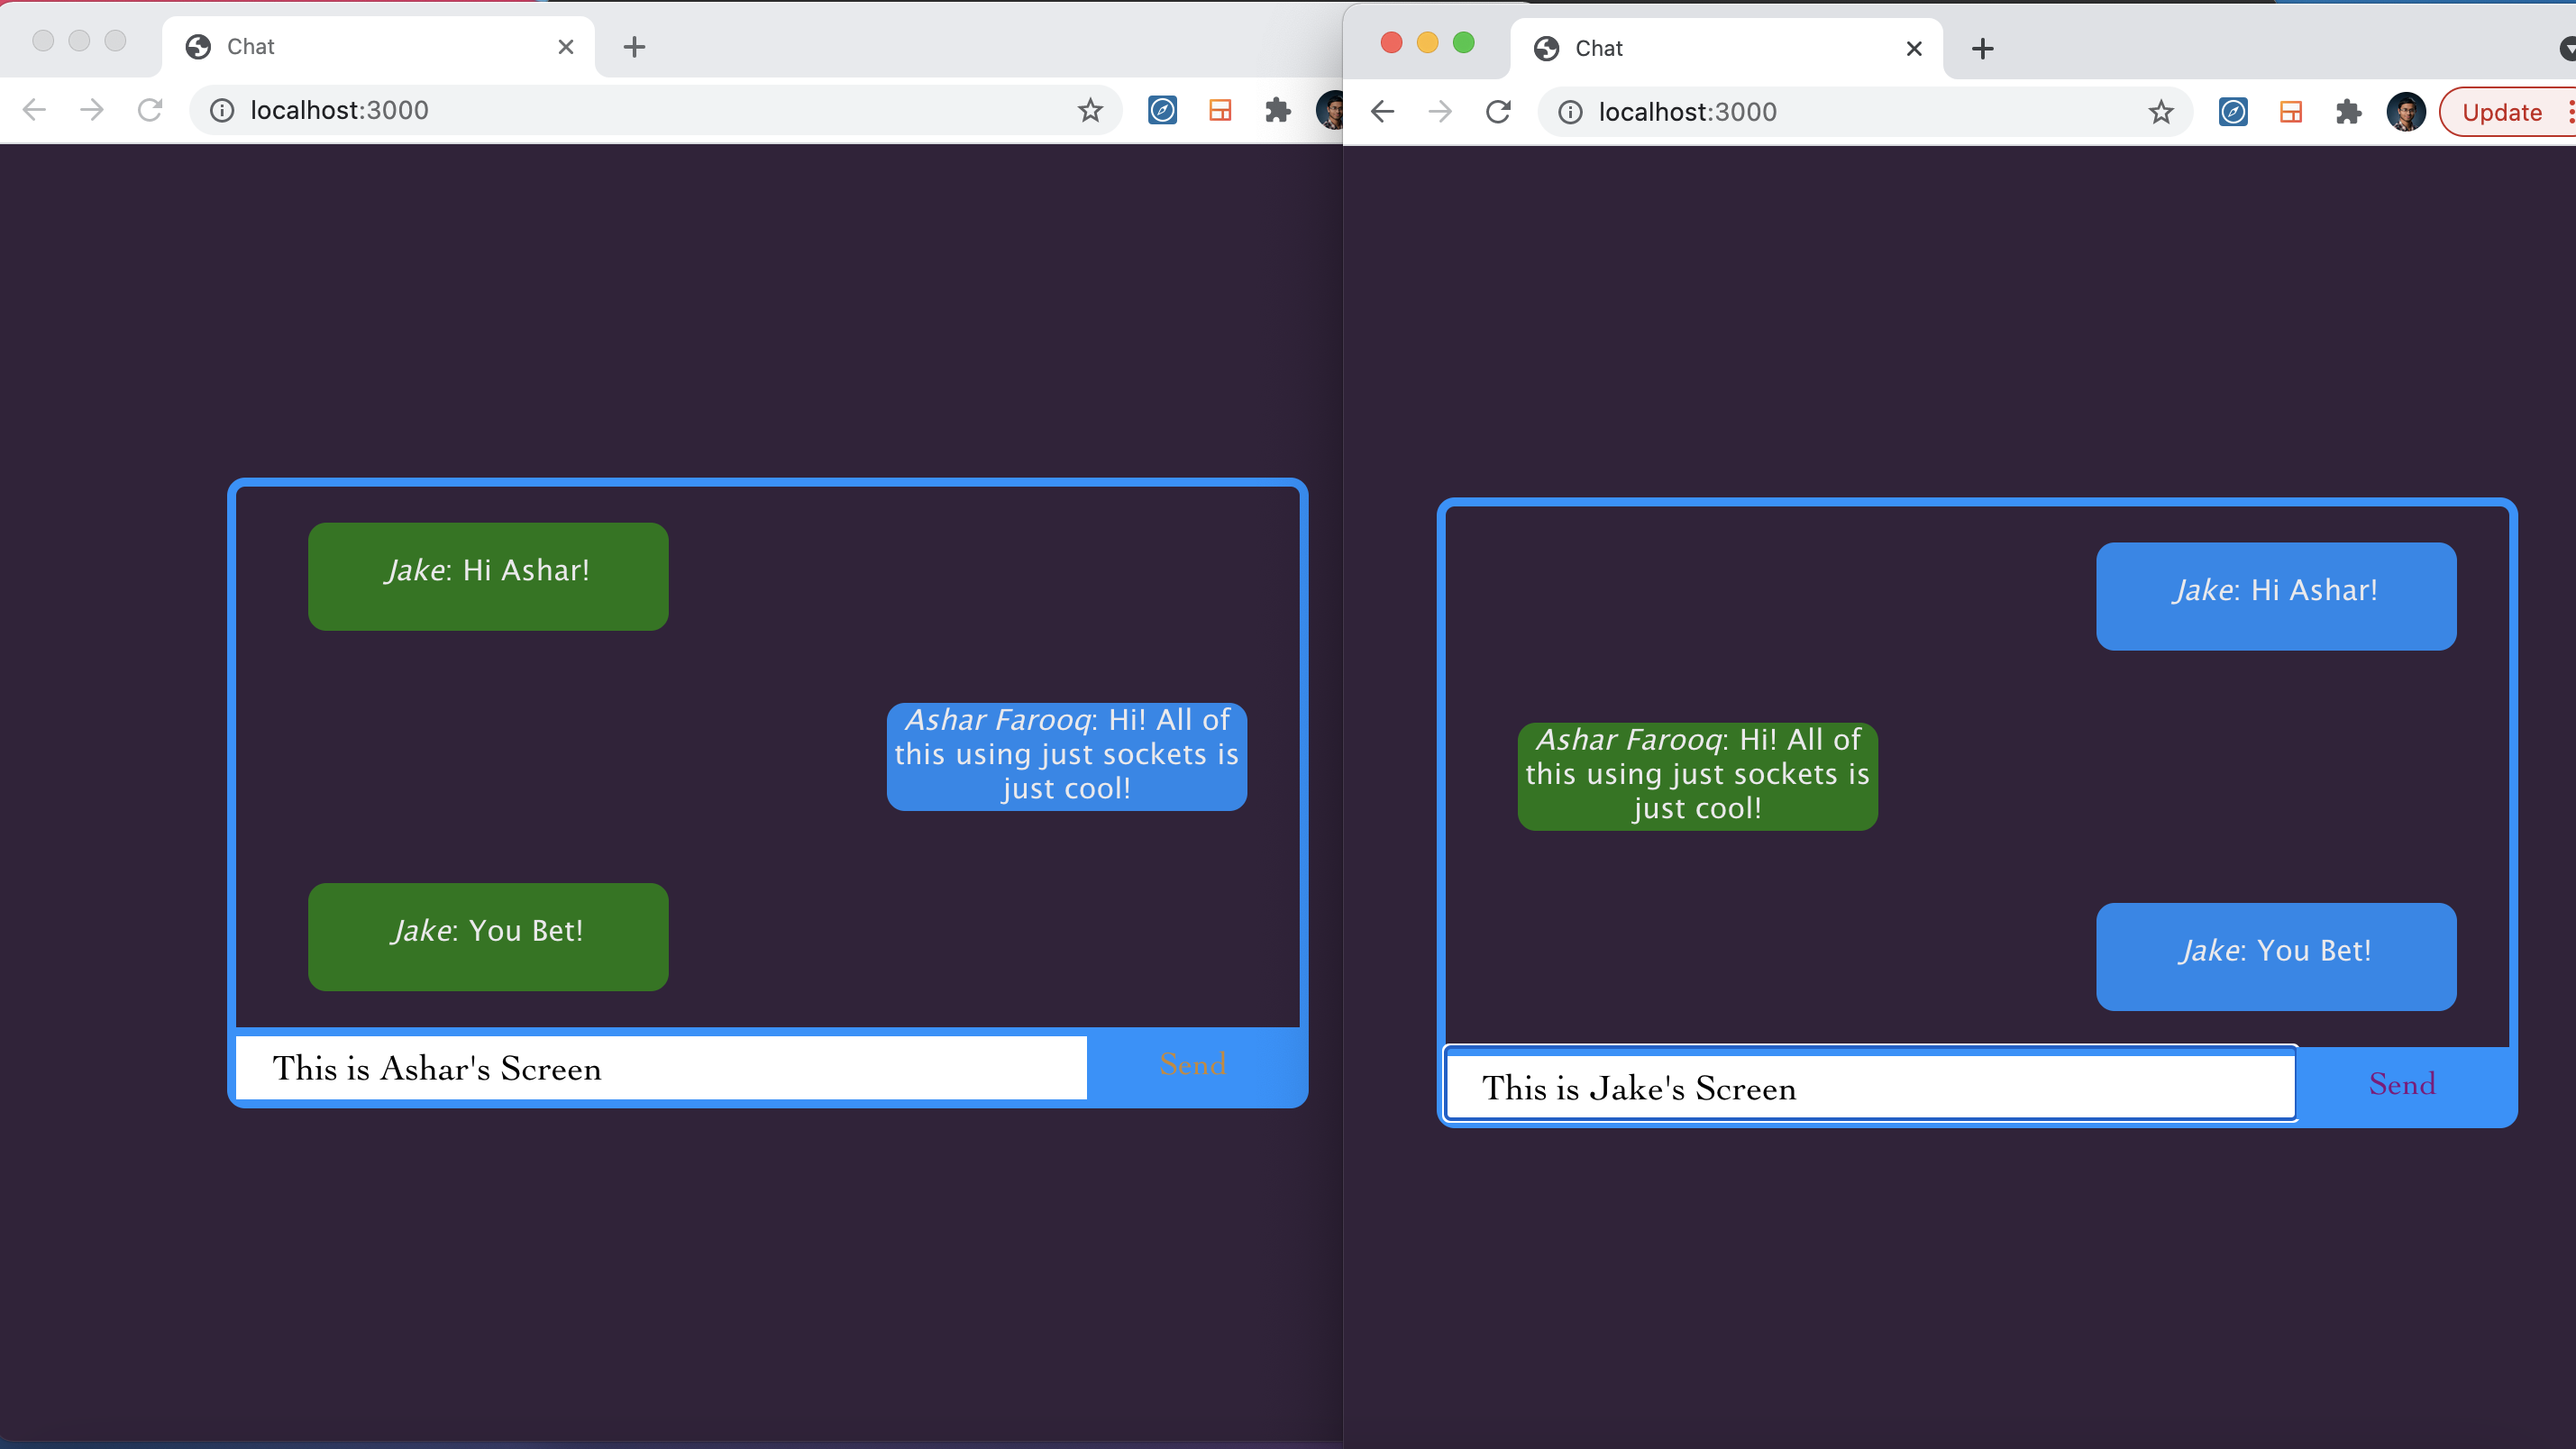 Chat
localhost:3000
Jake: Hi Ashar!
Ashar Farooq: Hi! All of
this using just sockets is
just cool!
Jake: You Bet!
This is Ashar's Screen
Send
Chat
localhost:3000
Update
Jake: Hi Ashar!
Ashar Farooq: Hi! All of
this using just sockets is
just cool!
Jake: You Bet!
This is Jake's Screen
Send